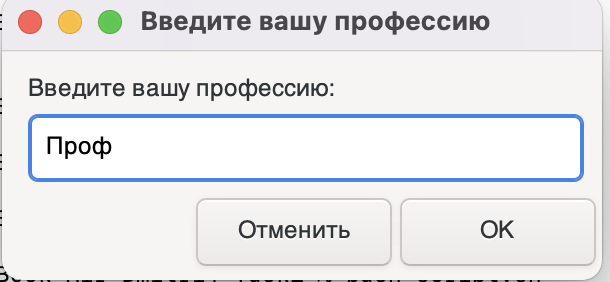 Введите вашу профессию
Введите вашу профессию:
Проф
Отменить
OK